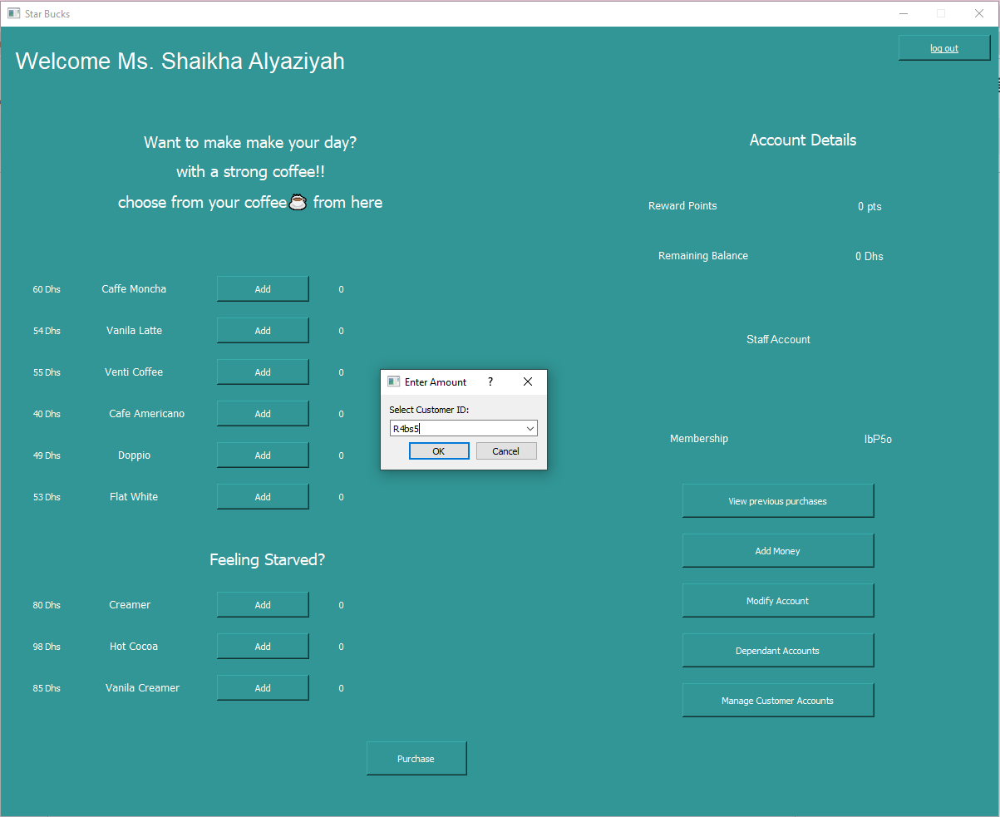 Star Bucks
log out
Welcome Ms. Shaikha Alyaziyah
Want to make make your day?
with a strong coffee!!
choose from your coffee☕ from here
60 Dhs Caffe Moncha Add 0
54 Dhs Vanila Latte Add 0
55 Dhs Venti Coffee Add 0
40 Dhs Cafe Americano Add 0
49 Dhs Doppio Add 0
53 Dhs Flat White Add 0
Feeling Starved?
80 Dhs Creamer Add 0
98 Dhs Hot Cocoa Add 0
85 Dhs Vanila Creamer Add 0
Purchase
Enter Amount ?
Select Customer ID:
R4bs5
OK Cancel
Account Details
Reward Points 0 pts
Remaining Balance 0 Dhs
Staff Account
Membership IbP5o
View previous purchases
Add Money
Modify Account
Dependant Accounts
Manage Customer Accounts